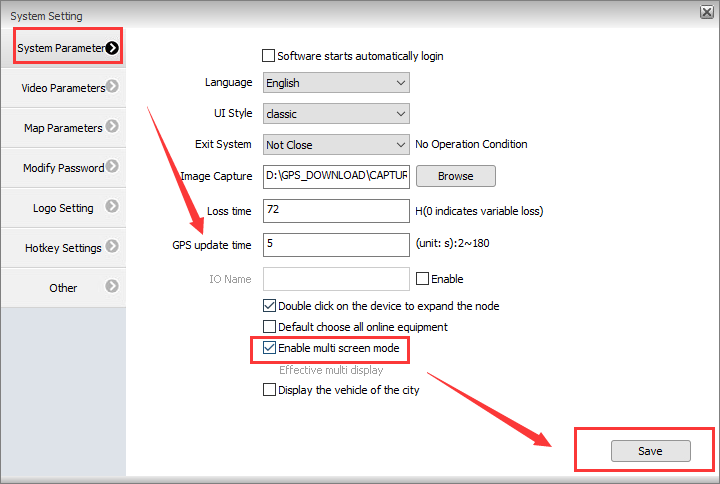 System Setting
System Parameter
Video Parameters
Map Parameters
Modify Password
Logo Setting
Hotkey Settings
Other
Software starts automatically login
Language English
UI Style classic
Exit System Not Close No Operation Condition
Image Capture D:\GPS_DOWNLOAD\CAPTUR Browse
Loss time 72 H(0 indicates variable loss)
GPS update time 5 (unit: s):2~180
IO Name Enable
Double click on the device to expand the node
Default choose all online equipment
Enable multi screen mode
Effective multi display
Display the vehicle of the city
Save